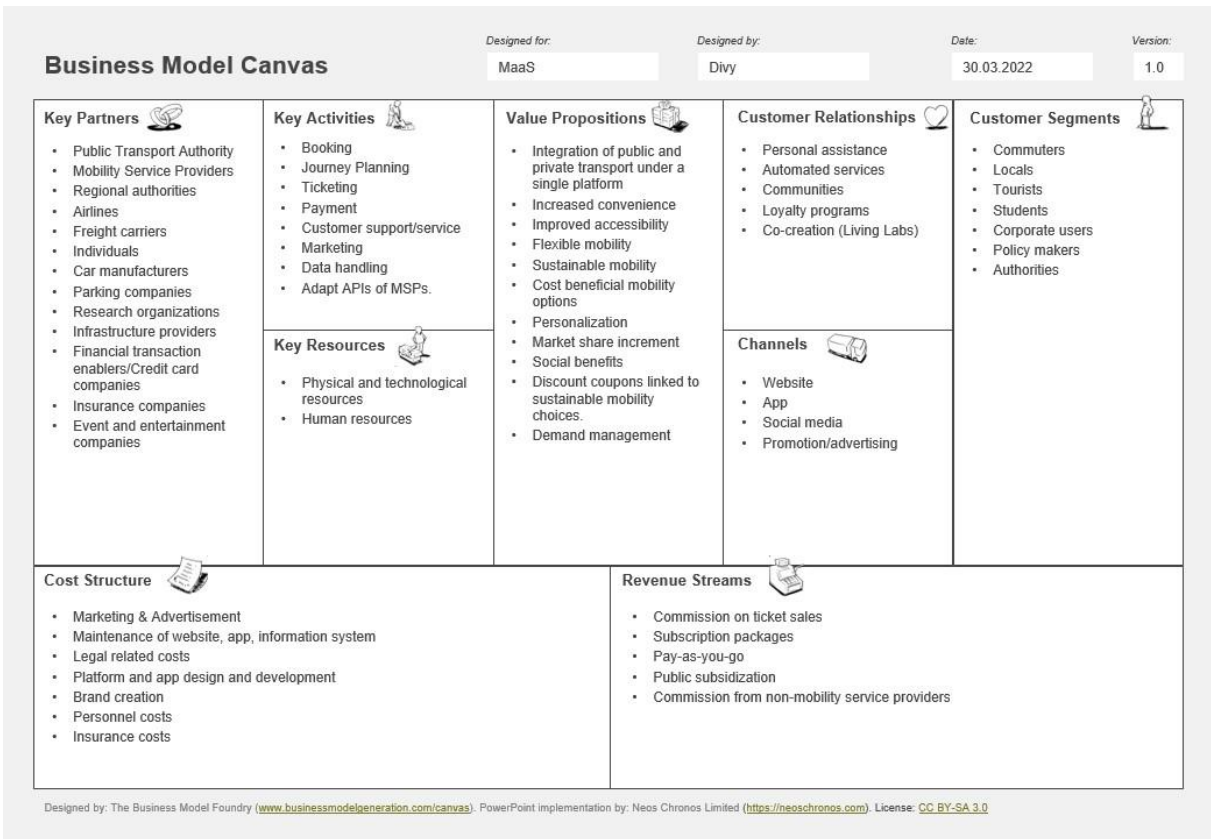 Business Model Canvas
Designed for:
MaaS
Designed by:
Divy
Date:
30.03.2022
Version:
1.0
Key Partners
• Public Transport Authority
• Mobility Service Providers
• Regional authorities
• Airlines
• Freight carriers
• Individuals
• Car manufacturers
• Parking companies
• Research organizations
• Infrastructure providers
• Financial transaction
enablers/Credit card
companies
• Insurance companies
• Event and entertainment
companies
Key Activities
• Booking
• Journey Planning
• Ticketing
• Payment
• Customer support/service
• Marketing
• Data handling
• Adapt APIs of MSPs.
Key Resources
• Physical and technological
resources
• Human resources
Value Propositions
• Integration of public and
private transport under a
single platform
• Increased convenience
• Improved accessibility
• Flexible mobility
• Sustainable mobility
• Cost beneficial mobility
options
• Personalization
• Market share increment
• Social benefits
• Discount coupons linked to
sustainable mobility
choices.
• Demand management
Customer Relationships
• Personal assistance
• Automated services
• Communities
• Loyalty programs
• Co-creation (Living Labs)
Channels
• Website
• App
• Social media
• Promotion/advertising
Customer Segments
• Commuters
• Locals
• Tourists
• Students
• Corporate users
• Policy makers
• Authorities
Cost Structure
• Marketing & Advertisement
• Maintenance of website, app, information system
• Legal related costs
• Platform and app design and development
• Brand creation
• Personnel costs
• Insurance costs
Revenue Streams
• Commission on ticket sales
• Subscription packages
• Pay-as-you-go
• Public subsidization
• Commission from non-mobility service providers
Designed by: The Business Model Foundry (www.businessmodelgeneration.com/canvas). PowerPoint implementation by: Neos Chronos Limited (https://neoschronos.com). License: CC BY-SA 3.0